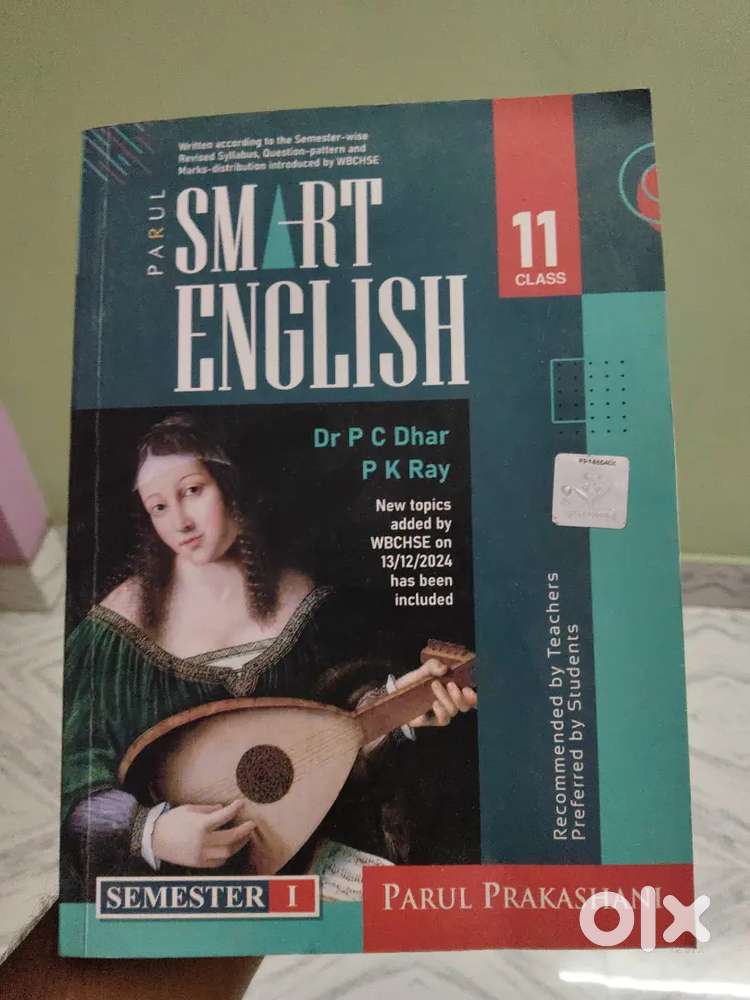 Written according to the Semester-wise
Revised Syllabus, Question-pattern and
Marks-distribution introduced by WBCHSE
PARUL
SMART
ENGLISH
11
CLASS
Dr P C Dhar
P K Ray
New topics
added by
WBCHSE on
13/12/2024
has been
included
Recommended by Teachers
Preferred by Students
SEMESTER I
PARUL PRAKASHANI
olx